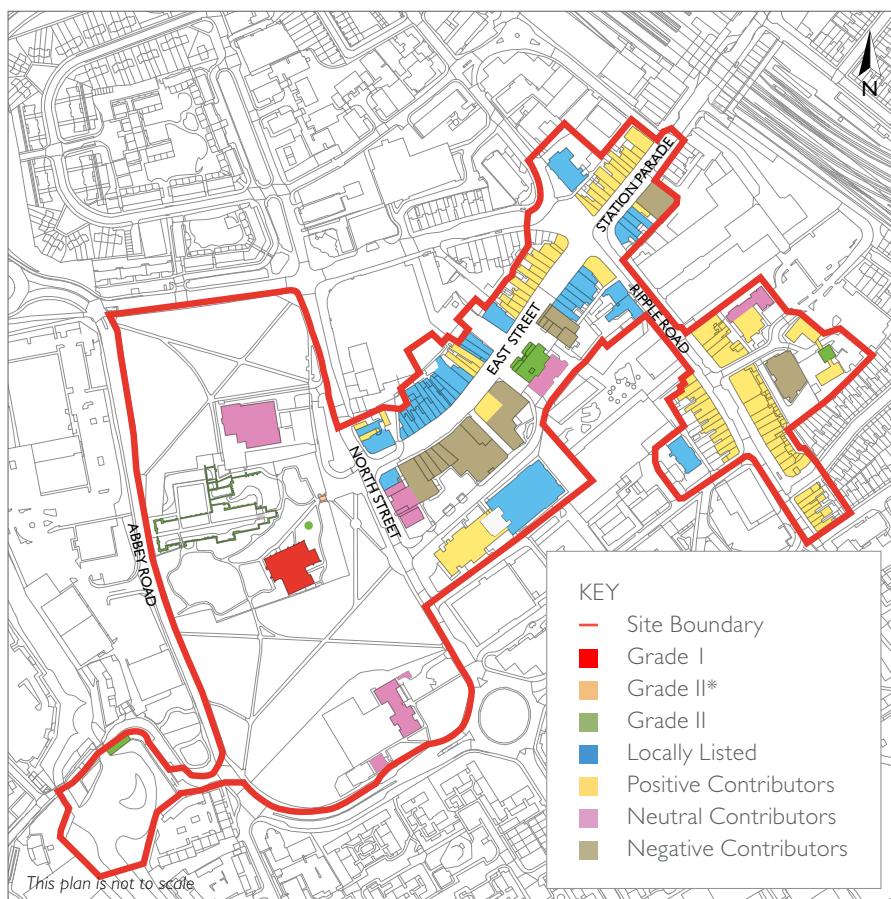 N
STATION PARADE
EAST STREET
RIPPLE ROAD
NORTH STREET
ABBEY ROAD
KEY
Site Boundary
Grade I
Grade II*
Grade II
Locally Listed
Positive Contributors
Neutral Contributors
Negative Contributors
This plan is not to scale